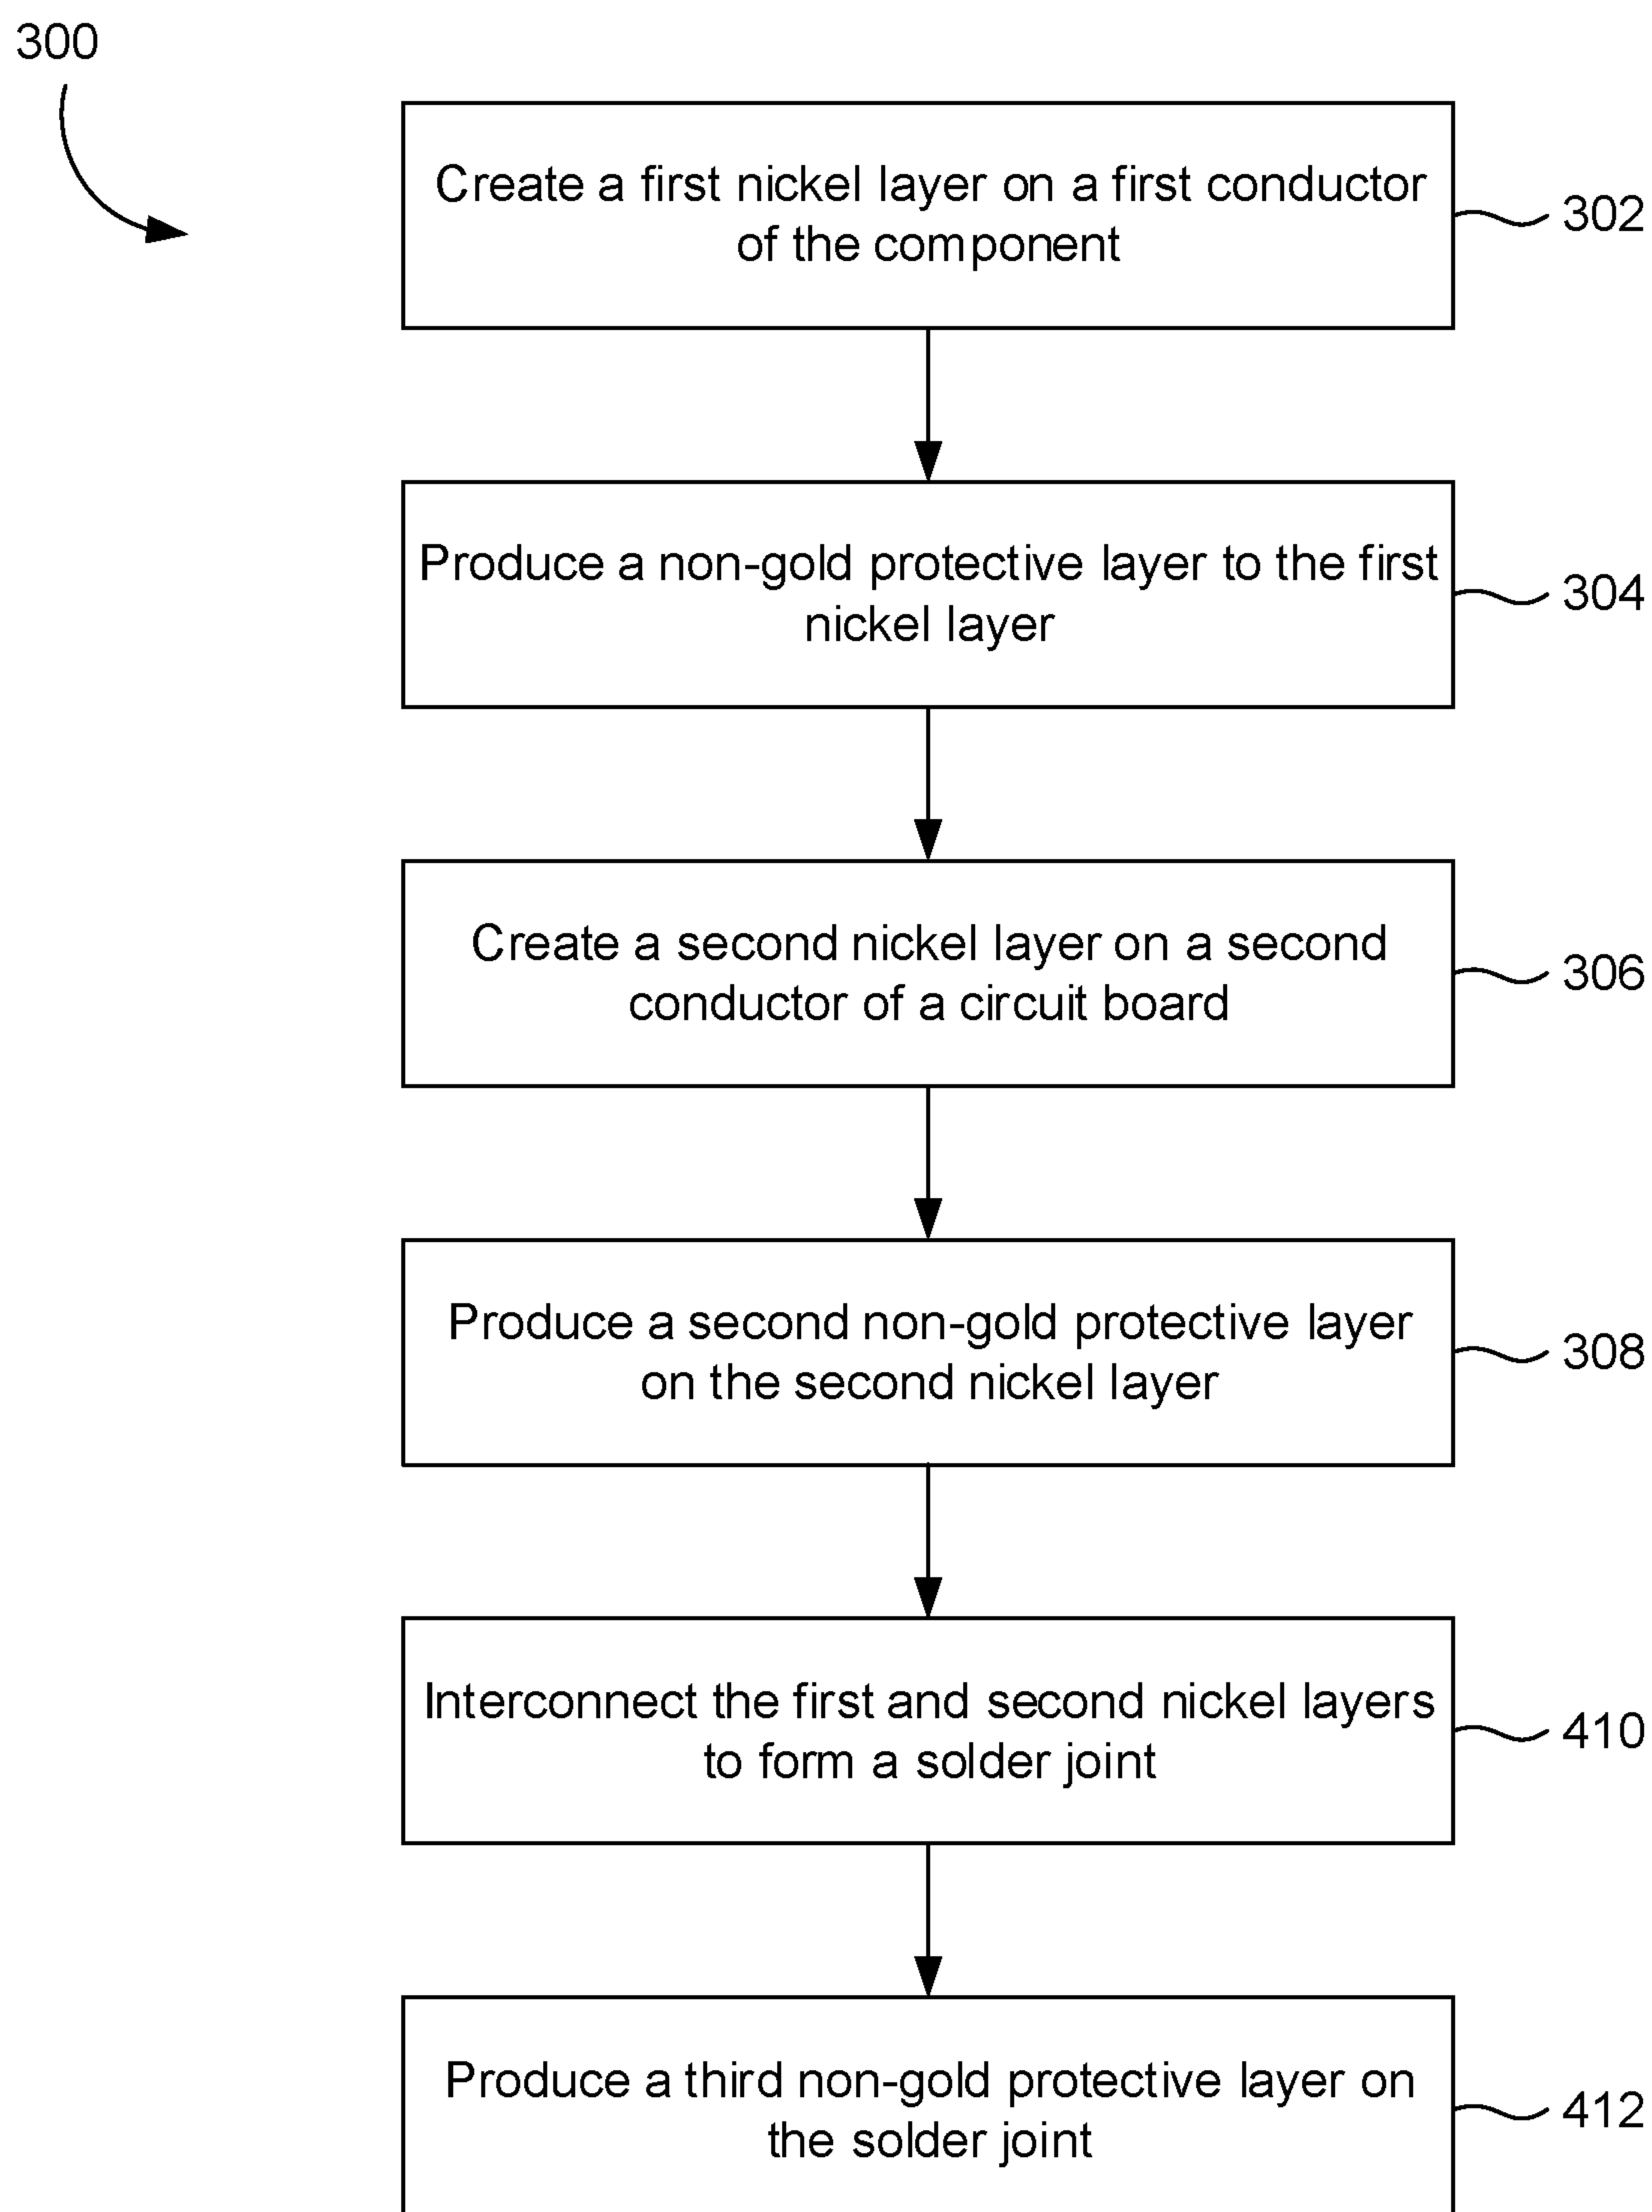 300
Create a first nickel layer on a first conductor
of the component
302
Produce a non-gold protective layer to the first
nickel layer
304
Create a second nickel layer on a second
conductor of a circuit board
306
Produce a second non-gold protective layer
on the second nickel layer
308
Interconnect the first and second nickel layers
to form a solder joint
410
Produce a third non-gold protective layer on
the solder joint
412